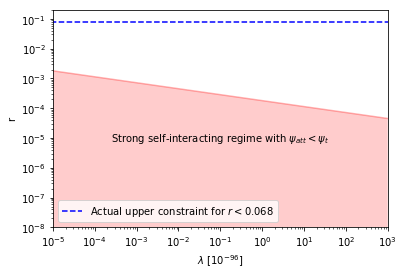 10⁻¹
10⁻²
10⁻³
10⁻⁴
10⁻⁵
10⁻⁶
10⁻⁷
10⁻⁸
r
Strong self-interacting regime with ψ_att < ψ_t
Actual upper constraint for r < 0.068
10⁻⁵ 10⁻⁴ 10⁻³ 10⁻² 10⁻¹ 10⁰ 10¹ 10² 10³
λ [10⁻⁹⁶]